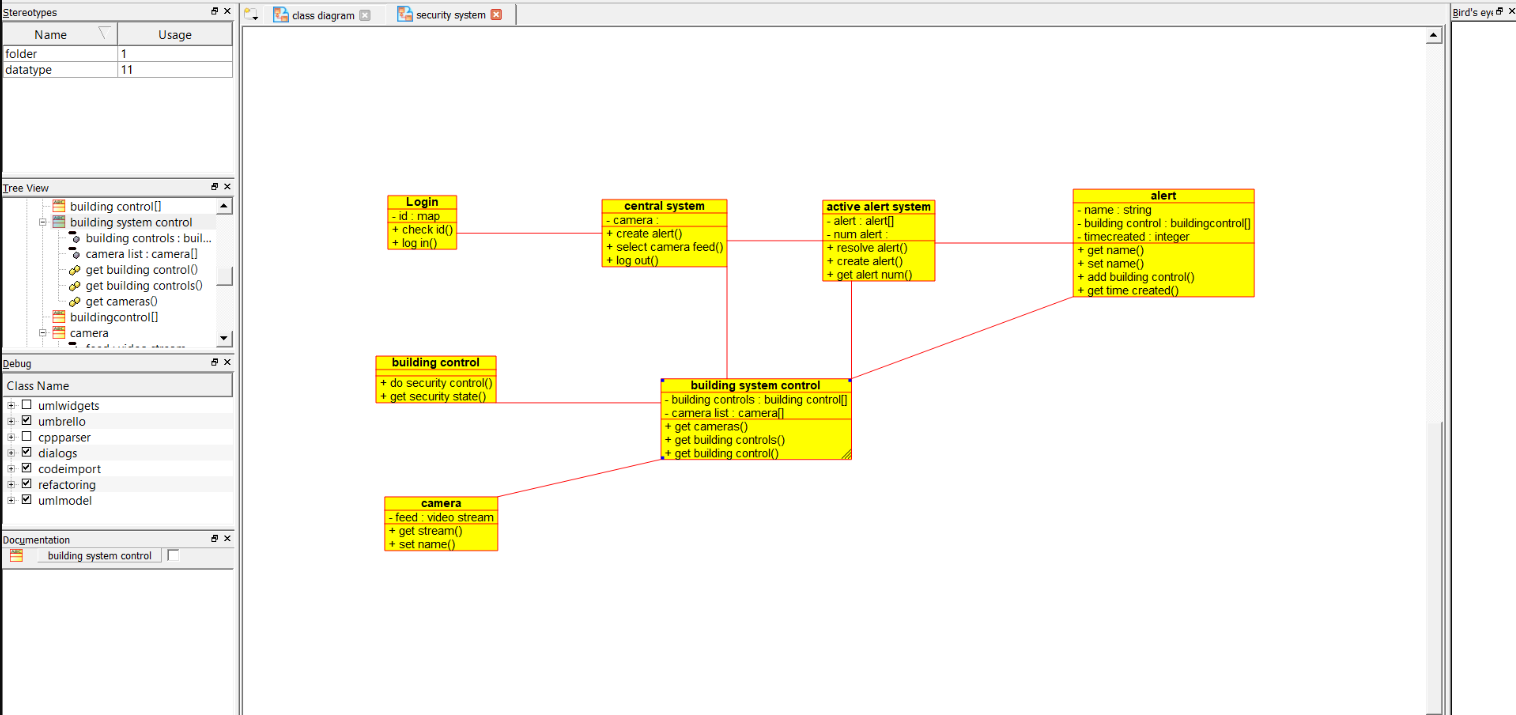 Stereotypes
Name Usage
folder 1
datatype 11
Tree View
building control[]
building system control
building controls : buil...
camera list : camera[]
get building control()
get building controls()
get cameras()
buildingcontrol[]
camera
feed : video stream
Debug
Class Name
umlwidgets
umbrello
cppparser
dialogs
codeimport
refactoring
umlmodel
Documentation
building system control
class diagram
security system
Bird's eye
Login
- id : map
+ check id()
+ log in()
central system
- camera :
+ create alert()
+ select camera feed()
+ log out()
active alert system
- alert : alert[]
- num alert :
+ resolve alert()
+ create alert()
+ get alert num()
alert
- name : string
- building control : buildingcontrol[]
- timecreated : integer
+ get name()
+ set name()
+ add building control()
+ get time created()
building control
+ do security control()
+ get security state()
building system control
- building controls : building control[]
- camera list : camera[]
+ get cameras()
+ get building controls()
+ get building control()
camera
- feed : video stream
+ get stream()
+ set name()